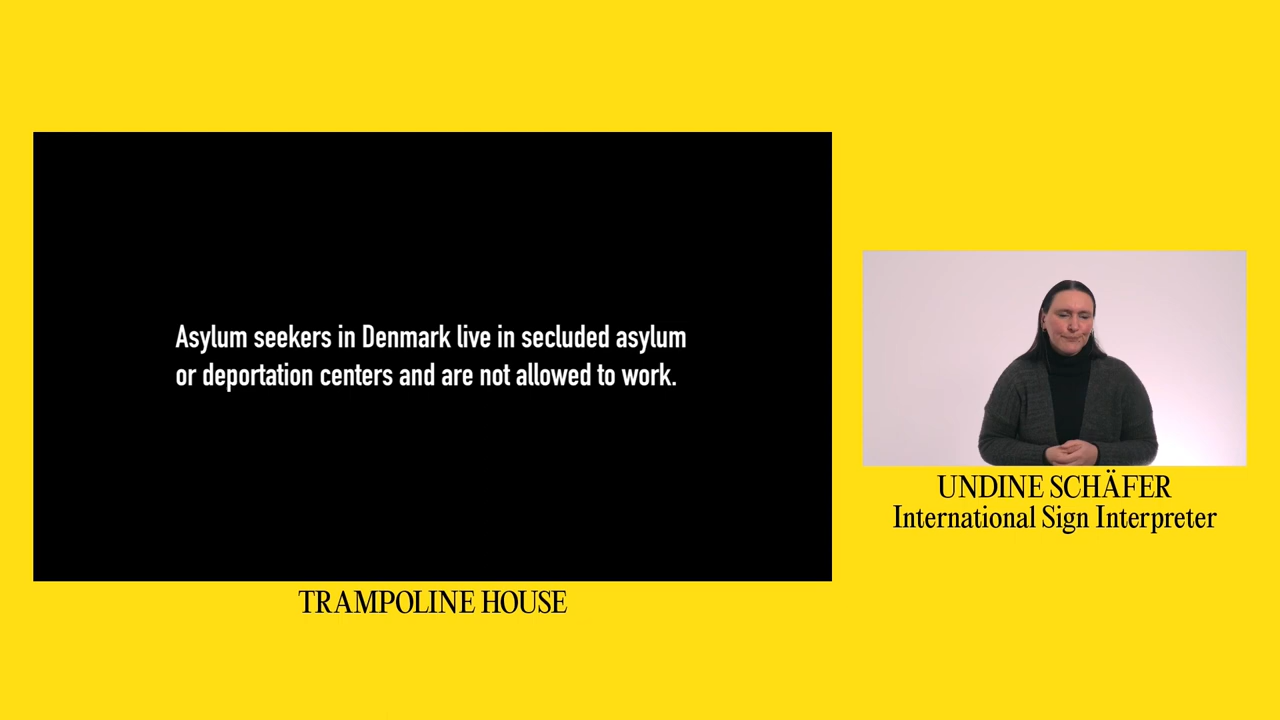 Asylum seekers in Denmark live in secluded asylum
or deportation centers and are not allowed to work.
TRAMPOLINE HOUSE
UNDINE SCHÄFER
International Sign Interpreter